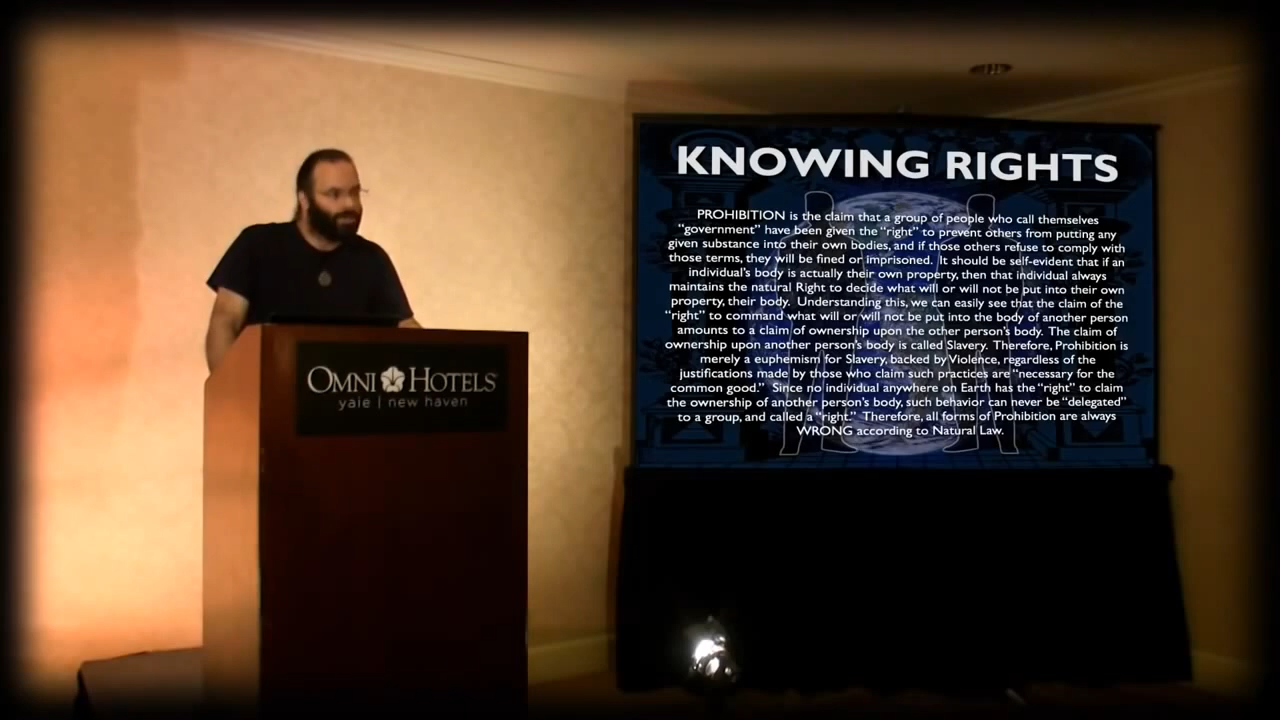 OMNI HOTELS
yale | new haven
KNOWING RIGHTS
PROHIBITION is the claim that a group of people who call themselves
“government” have been given the “right” to prevent others from putting any
given substance into their own bodies, and if those others refuse to comply with
those terms, they will be fined or imprisoned. It should be self-evident that if an
individual’s body is actually their own property, then that individual always
maintains the natural Right to decide what will or will not be put into their own
property, their body. Understanding this, we can easily see that the claim of the
“right” to command what will or will not be put into the body of another person
amounts to a claim of ownership upon the other person’s body. The claim of
ownership upon another person’s body is called Slavery. Therefore, Prohibition is
merely a euphemism for Slavery, backed by Violence, regardless of the
justifications made by those who claim such practices are “necessary for the
common good.” Since no individual anywhere on Earth has the “right” to claim
the ownership of another person’s body, such behavior can never be “delegated”
to a group, and called a “right.” Therefore, all forms of Prohibition are always
WRONG according to Natural Law.